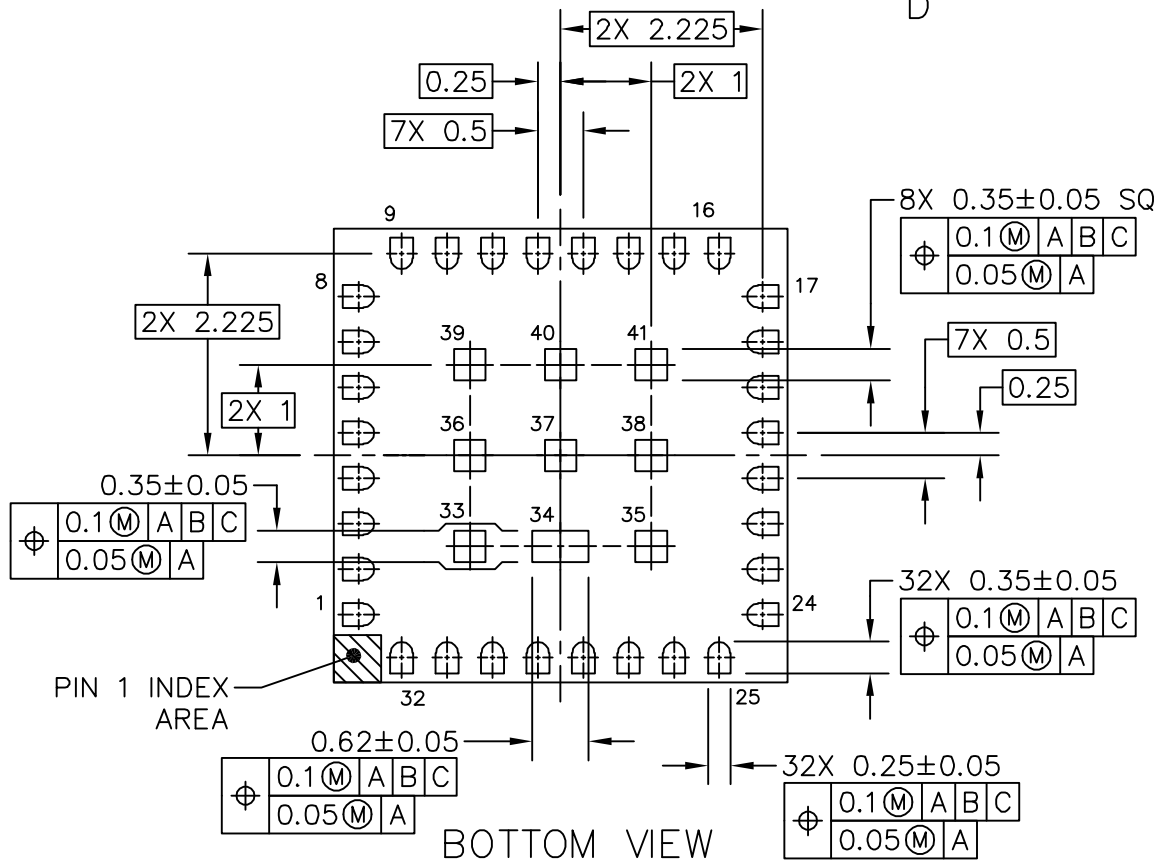 D
2X 2.225
0.25
2X 1
7X 0.5
8X 0.35±0.05 SQ
⌖ 0.1Ⓜ A B C
0.05Ⓜ A
9
16
8
17
2X 2.225
39
40
41
7X 0.5
0.25
2X 1
36
37
38
0.35±0.05
⌖ 0.1Ⓜ A B C
0.05Ⓜ A
33
34
35
32X 0.35±0.05
⌖ 0.1Ⓜ A B C
0.05Ⓜ A
1
24
PIN 1 INDEX
AREA
32
25
0.62±0.05
⌖ 0.1Ⓜ A B C
0.05Ⓜ A
32X 0.25±0.05
⌖ 0.1Ⓜ A B C
0.05Ⓜ A
BOTTOM VIEW